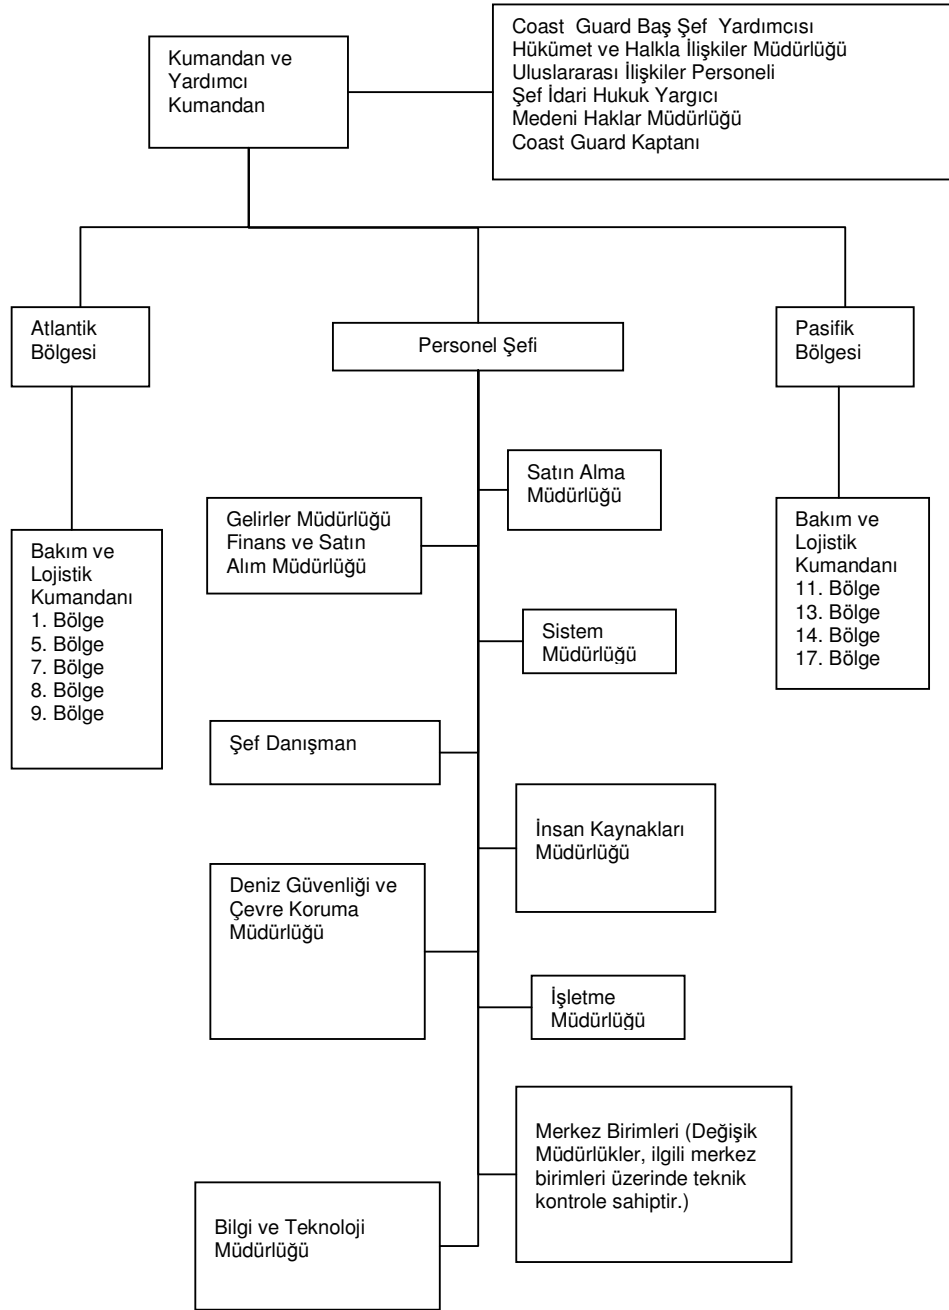 Kumandan ve
Yardımcı
Kumandan
Coast  Guard Baş Şef  Yardımcısı
Hükümet ve Halkla İlişkiler Müdürlüğü
Uluslararası İlişkiler Personeli
Şef İdari Hukuk Yargıcı
Medeni Haklar Müdürlüğü
Coast Guard Kaptanı
Atlantik
Bölgesi
Personel Şefi
Pasifik
Bölgesi
Satın Alma
Müdürlüğü
Gelirler Müdürlüğü
Finans ve Satın
Alım Müdürlüğü
Bakım ve
Lojistik
Kumandanı
1. Bölge
5. Bölge
7. Bölge
8. Bölge
9. Bölge
Bakım ve
Lojistik
Kumandanı
11. Bölge
13. Bölge
14. Bölge
17. Bölge
Sistem
Müdürlüğü
Şef Danışman
İnsan Kaynakları
Müdürlüğü
Deniz Güvenliği ve
Çevre Koruma
Müdürlüğü
İşletme
Müdürlüğü
Merkez Birimleri (Değişik
Müdürlükler, ilgili merkez
birimleri üzerinde teknik
kontrole sahiptir.)
Bilgi ve Teknoloji
Müdürlüğü